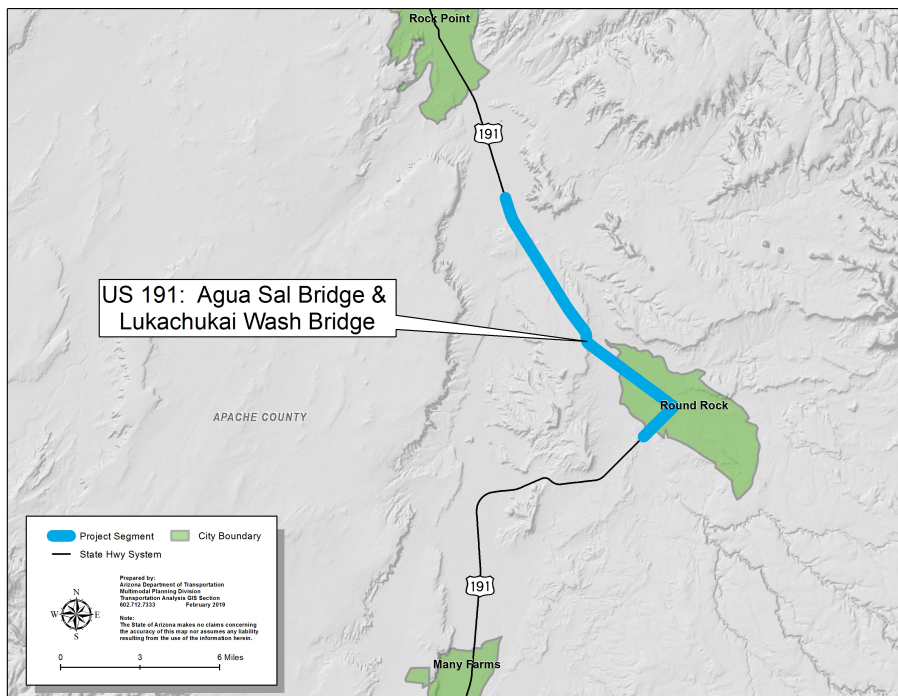 Rock Point
191
US 191:  Agua Sal Bridge &
Lukachukai Wash Bridge
Round Rock
APACHE COUNTY
191
Many Farms
Project Segment
City Boundary
State Hwy System
N
W
E
S
Prepared by:
Arizona Department of Transportation
Multimodal Planning Division
Transportation Analysis GIS Section
602.712.7333 February 2019
Note:
The State of Arizona makes no claims concerning
the accuracy of this map nor assumes any liability
resulting from the use of the information herein.
0 3 6 Miles